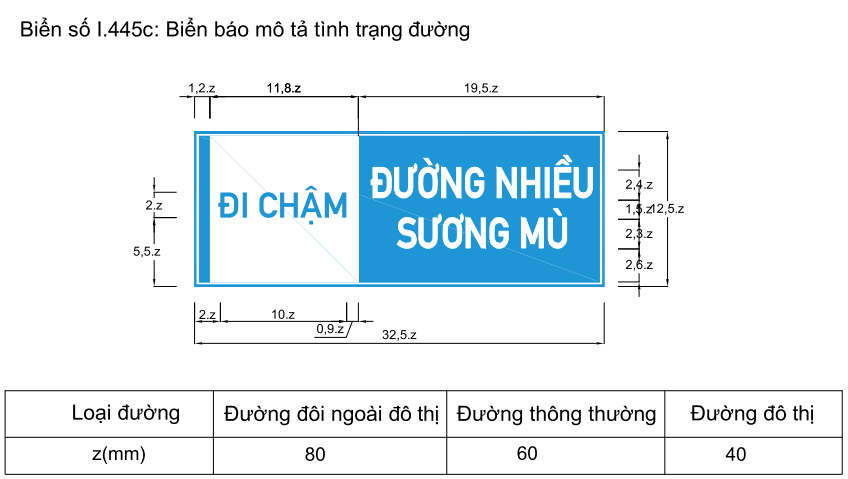 Biển số I.445c: Biển báo mô tả tình trạng đường
1,2.z 11,8.z 19,5.z
ĐI CHẬM
ĐƯỜNG NHIỀU
SƯƠNG MÙ
2.z
5,5.z
2,4.z
1,5.z
12,5.z
2,3.z
2,6.z
2.z 10.z
0,9.z
32,5.z
Loại đường Đường đôi ngoài đô thị Đường thông thường Đường đô thị
z(mm) 80 60 40